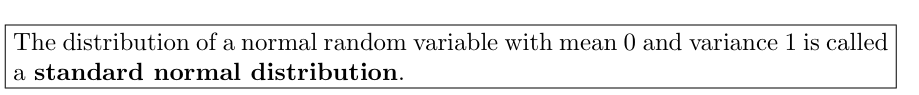 The distribution of a normal random variable with mean 0 and variance 1 is called
a standard normal distribution.